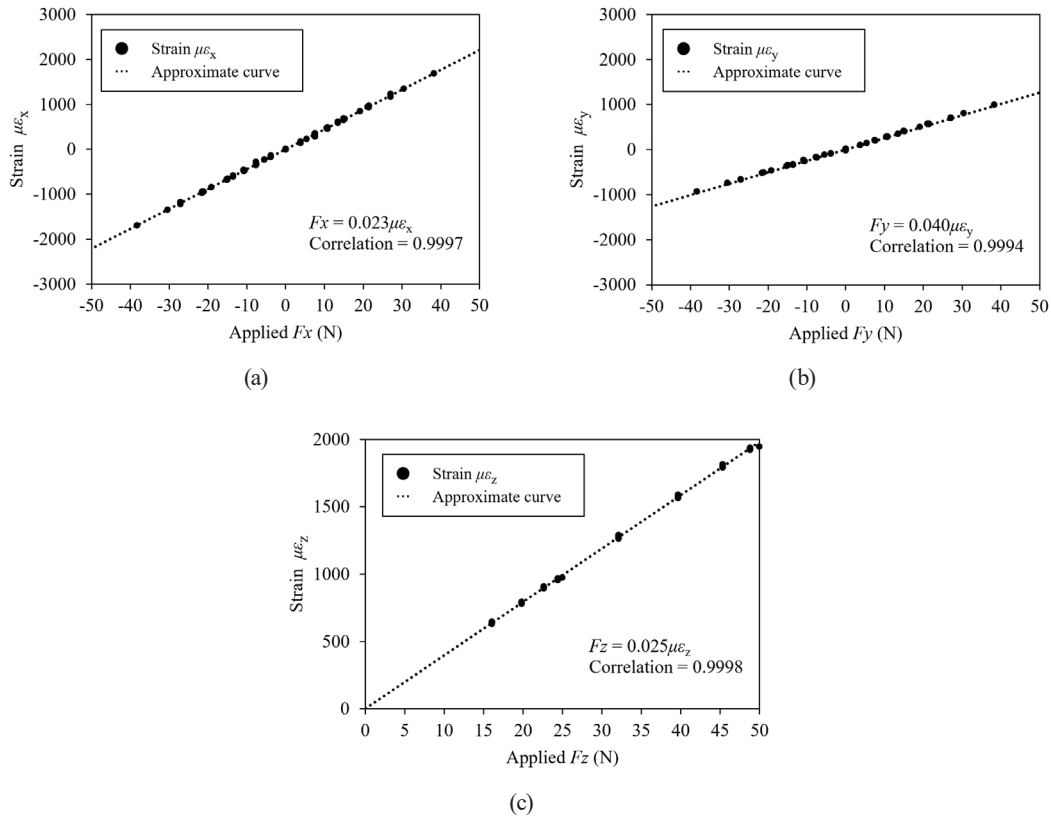 3000
2000
1000
0
-1000
-2000
-3000
Strain με_x
Strain με_x
Approximate curve
Fx = 0.023με_x
Correlation = 0.9997
-50 -40 -30 -20 -10 0 10 20 30 40 50
Applied Fx (N)
(a)
3000
2000
1000
0
-1000
-2000
-3000
Strain με_y
Strain με_y
Approximate curve
Fy = 0.040με_y
Correlation = 0.9994
-50 -40 -30 -20 -10 0 10 20 30 40 50
Applied Fy (N)
(b)
2000
1500
1000
500
0
Strain με_z
Strain με_z
Approximate curve
Fz = 0.025με_z
Correlation = 0.9998
0 5 10 15 20 25 30 35 40 45 50
Applied Fz (N)
(c)